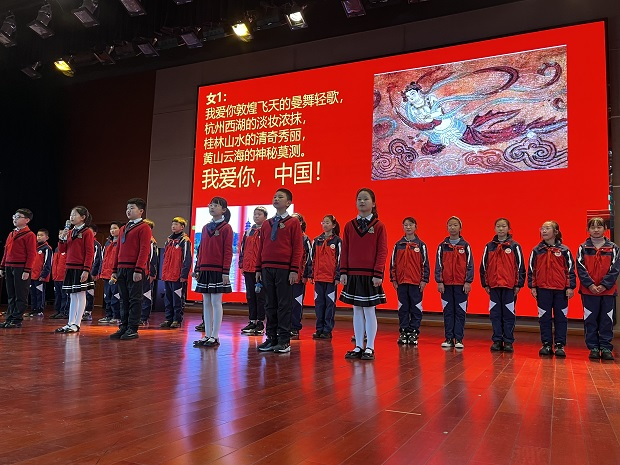 女1：
我爱你敦煌飞天的曼舞轻歌，
杭州西湖的淡妆浓抹，
桂林山水的清奇秀丽，
黄山云海的神秘莫测。
我爱你，中国！